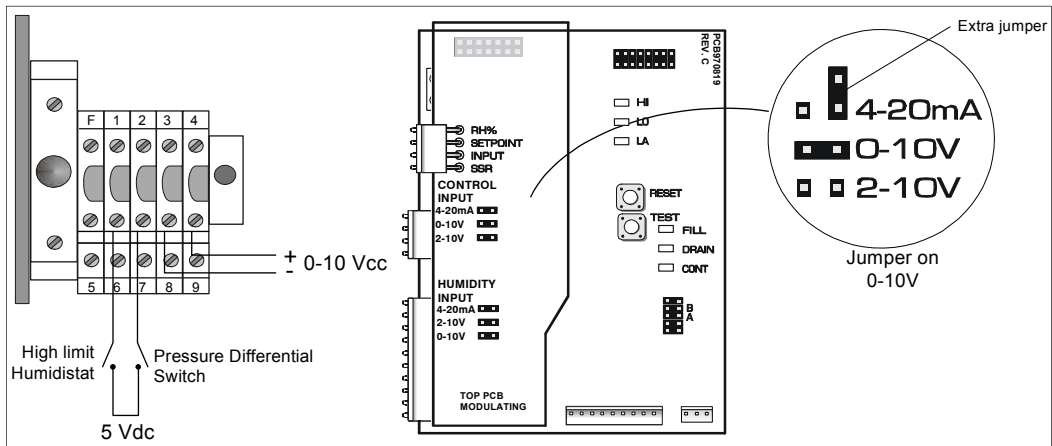 F 1 2 3 4
5 6 7 8 9
+
- 0-10 Vcc
High limit
Humidistat
Pressure Differential
Switch
5 Vdc
PCB970819
REV. C
HI
LO
LA
RH%
SETPOINT
INPUT
SSR
CONTROL
INPUT
4-20mA
0-10V
2-10V
RESET
TEST
FILL
DRAIN
CONT
HUMIDITY
INPUT
4-20mA
2-10V
0-10V
B
A
TOP PCB
MODULATING
Extra jumper
4-20mA
0-10V
2-10V
Jumper on
0-10V